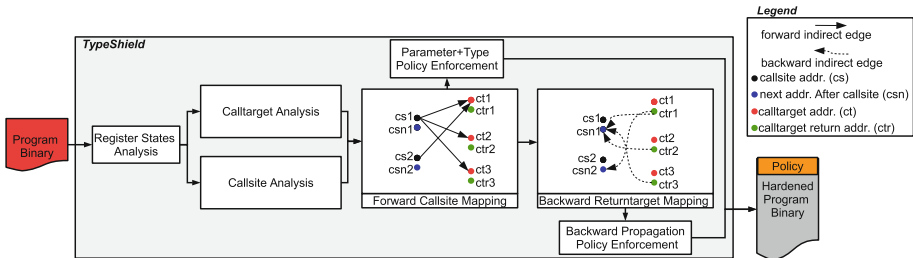 TypeShield
Program
Binary
Register States
Analysis
Calltarget Analysis
Callsite Analysis
Parameter+Type
Policy Enforcement
cs1
csn1
cs2
csn2
ct1
ctr1
ct2
ctr2
ct3
ctr3
Forward Callsite Mapping
cs1
csn1
cs2
csn2
ct1
ctr1
ct2
ctr2
ct3
ctr3
Backward Returntarget Mapping
Backward Propagation
Policy Enforcement
Legend
forward indirect edge
backward indirect edge
callsite addr. (cs)
next addr. After callsite (csn)
calltarget addr. (ct)
calltarget return addr. (ctr)
Policy
Hardened
Program
Binary